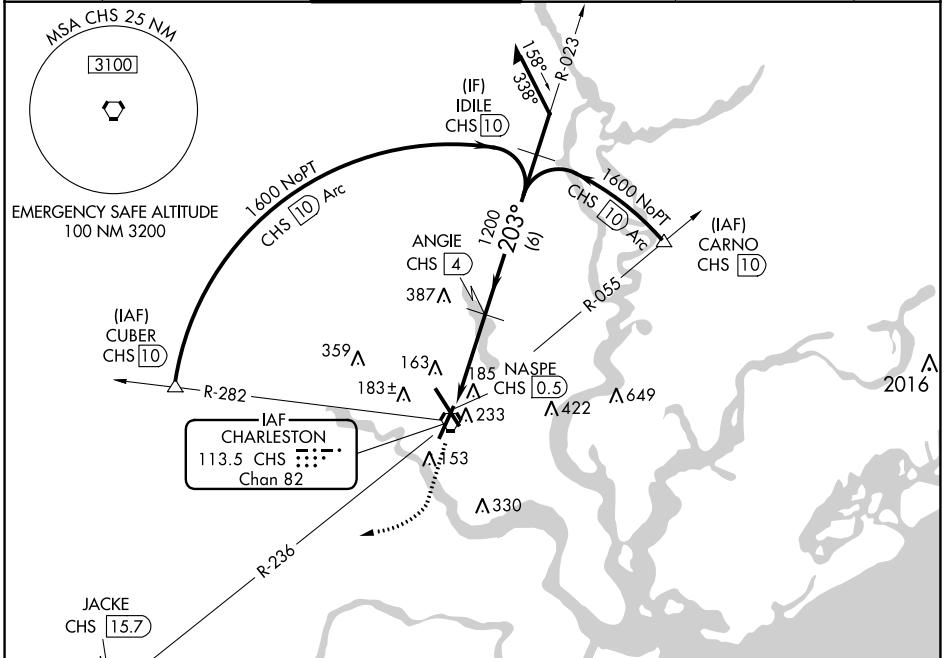 MSA CHS 25 NM
3100
EMERGENCY SAFE ALTITUDE
100 NM 3200
158°
338°
R-023
(IF)
IDILE
CHS 10
1600 NoPT
CHS 10 Arc
1600 NoPT
CHS 10 Arc
(IAF)
CARNO
CHS 10
1200
203°
(6)
ANGIE
CHS 4
387
R-055
(IAF)
CUBER
CHS 10
359
163
NASPE
CHS 0.5
185
183±
R-282
233
422
649
2016
IAF
CHARLESTON
113.5 CHS
Chan 82
153
330
R-236
JACKE
CHS 15.7